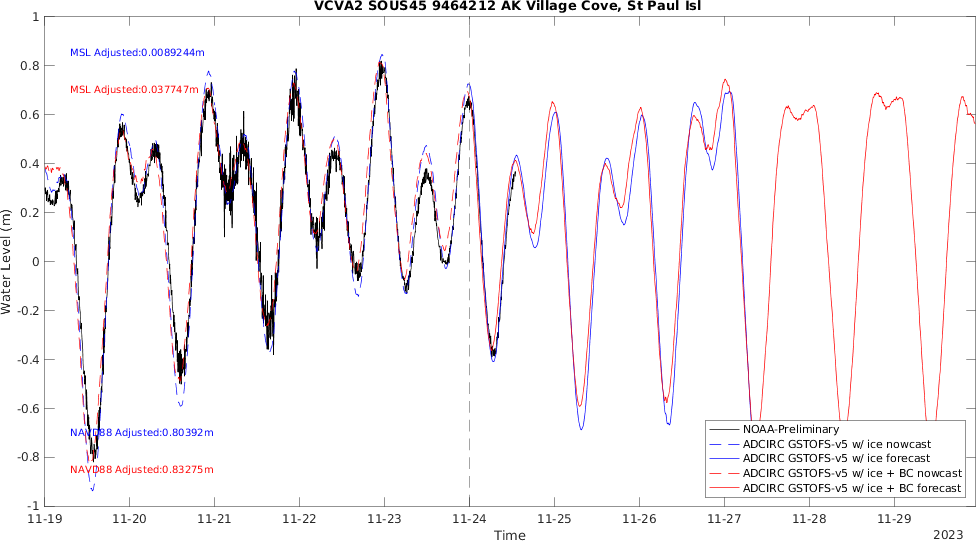 VCVA2 SOUS45 9464212 AK Village Cove, St Paul Isl
1
0.8
0.6
0.4
0.2
0
-0.2
-0.4
-0.6
-0.8
-1
Water Level (m)
MSL Adjusted:0.0089244m
MSL Adjusted:0.037747m
NAVD88 Adjusted:0.80392m
NAVD88 Adjusted:0.83275m
NOAA-Preliminary
ADCIRC GSTOFS-v5 w/ ice nowcast
ADCIRC GSTOFS-v5 w/ ice forecast
ADCIRC GSTOFS-v5 w/ ice + BC nowcast
ADCIRC GSTOFS-v5 w/ ice + BC forecast
11-19 11-20 11-21 11-22 11-23 11-24 11-25 11-26 11-27 11-28 11-29
Time
2023